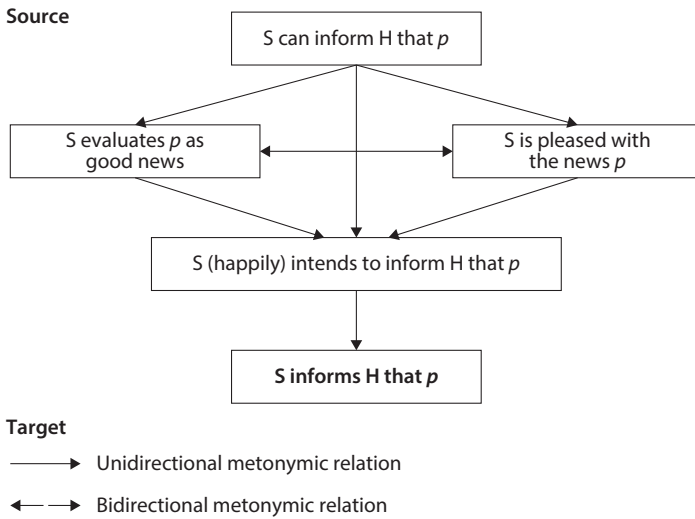 Source
S can inform H that p
S evaluates p as
good news
S is pleased with
the news p
S (happily) intends to inform H that p
S informs H that p
Target
Unidirectional metonymic relation
Bidirectional metonymic relation